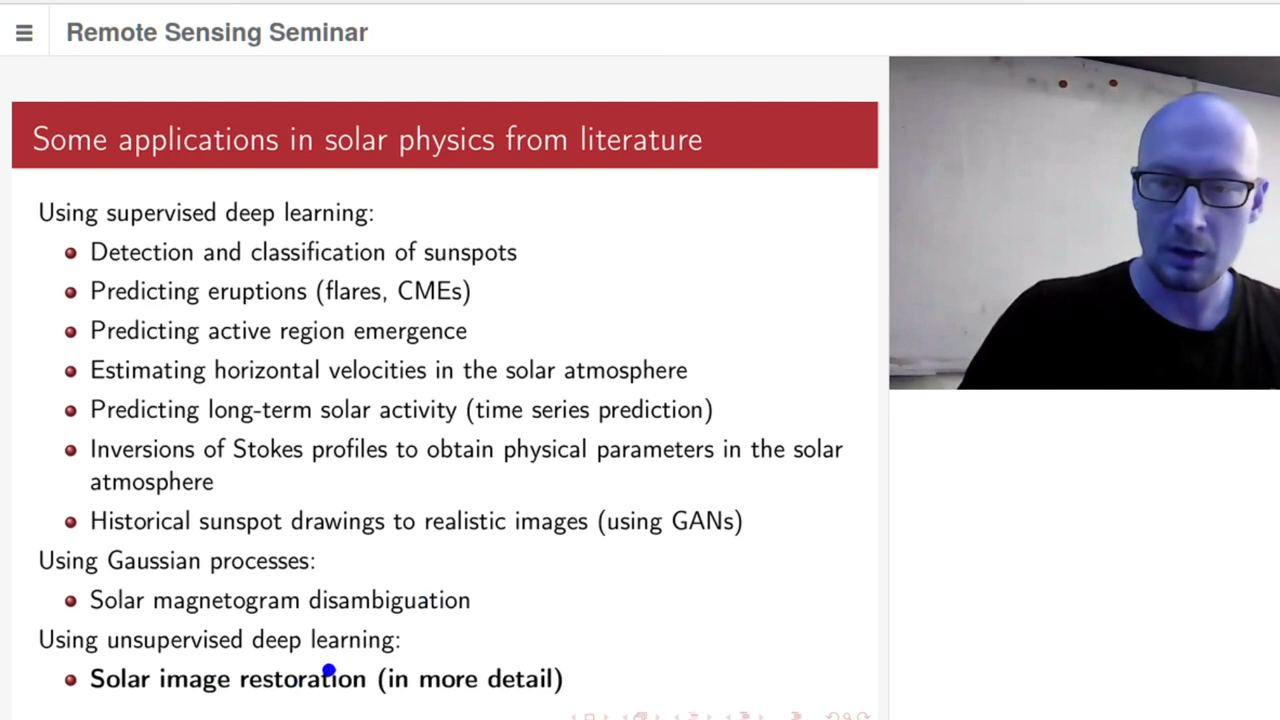 Remote Sensing Seminar
Some applications in solar physics from literature
Using supervised deep learning:
Detection and classification of sunspots
Predicting eruptions (flares, CMEs)
Predicting active region emergence
Estimating horizontal velocities in the solar atmosphere
Predicting long-term solar activity (time series prediction)
Inversions of Stokes profiles to obtain physical parameters in the solar
atmosphere
Historical sunspot drawings to realistic images (using GANs)
Using Gaussian processes:
Solar magnetogram disambiguation
Using unsupervised deep learning:
Solar image restoration (in more detail)